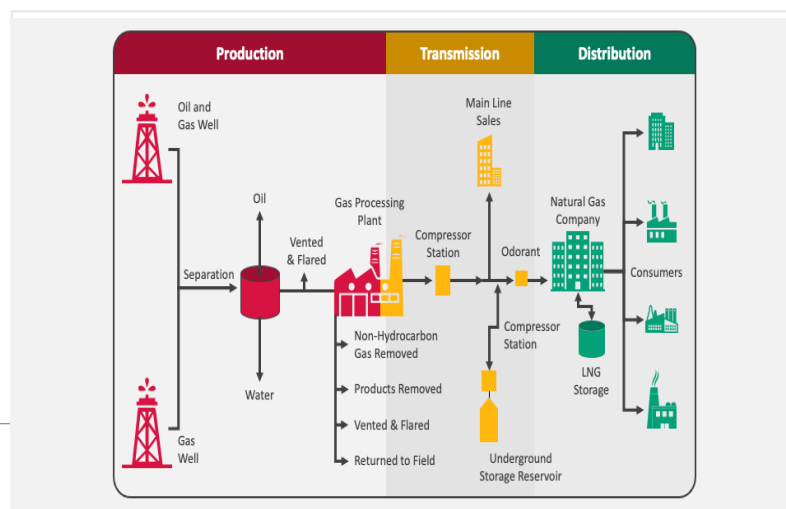 Production
Transmission
Distribution
Oil and
Gas Well
Main Line
Sales
Oil
Gas Processing
Plant
Natural Gas
Company
Vented
& Flared
Compressor
Station
Odorant
Separation
Consumers
Non-Hydrocarbon
Gas Removed
Compressor
Station
Water
Products Removed
LNG
Storage
Vented & Flared
Gas
Well
Returned to Field
Underground
Storage Reservoir